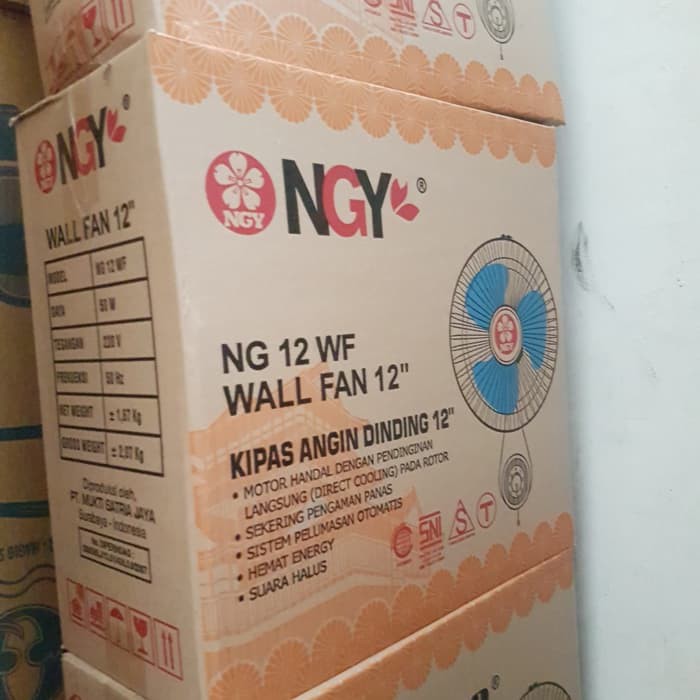 NGY®
WALL FAN 12"
MODEL NG 12 WF
DAYA 50 W
TEGANGAN 220 V
FREKUENSI 50 Hz
NET WEIGHT ± 1,67 Kg
GROSS WEIGHT ± 2,07 Kg
Diproduksi oleh,
PT. MUKTI SATRIA JAYA
Surabaya - Indonesia
NGY
NGY®
NG 12 WF
WALL FAN 12"
KIPAS ANGIN DINDING 12"
• MOTOR HANDAL DENGAN PENDINGINAN
LANGSUNG (DIRECT COOLING) PADA ROTOR
• SEKERING PENGAMAN PANAS
• SISTEM PELUMASAN OTOMATIS
• HEMAT ENERGY
• SUARA HALUS
SNI S T
NGY